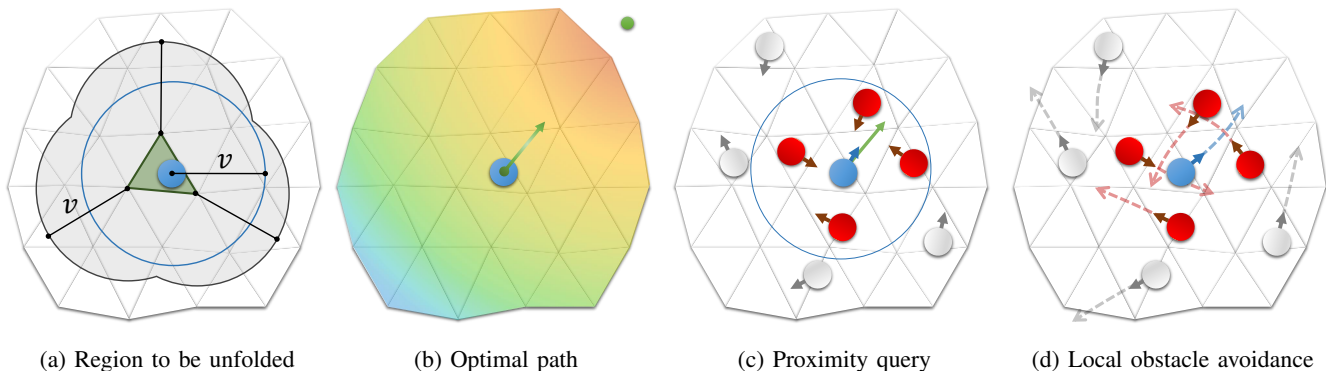 v
v
(a) Region to be unfolded
(b) Optimal path
(c) Proximity query
(d) Local obstacle avoidance